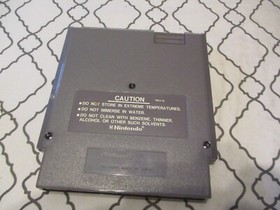 CAUTION
•DO NOT STORE IN EXTREME TEMPERATURES.
•DO NOT IMMERSE IN WATER.
•DO NOT CLEAN WITH BENZENE, THINNER,
ALCOHOL OR OTHER SUCH SOLVENTS.
Nintendo